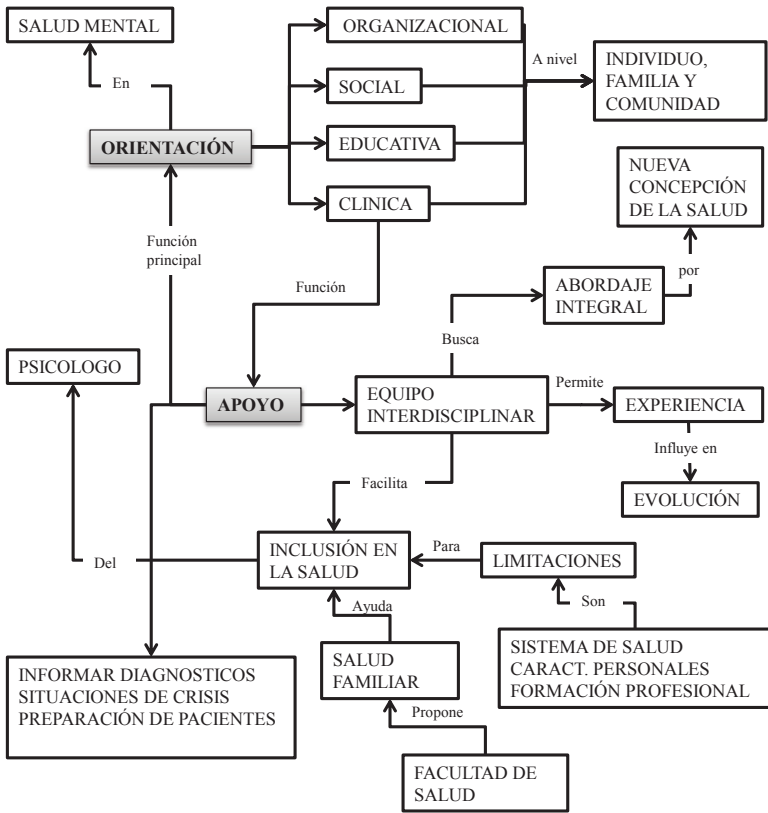 SALUD MENTAL
ORGANIZACIONAL
A nivel
INDIVIDUO,
FAMILIA Y
COMUNIDAD
En
SOCIAL
ORIENTACIÓN
EDUCATIVA
NUEVA
CONCEPCIÓN
DE LA SALUD
CLINICA
Función
principal
Función
por
ABORDAJE
INTEGRAL
Busca
PSICOLOGO
APOYO
EQUIPO
INTERDISCIPLINAR
Permite
EXPERIENCIA
Influye en
Facilita
EVOLUCIÓN
Del
INCLUSIÓN EN
LA SALUD
Para
LIMITACIONES
Ayuda
Son
INFORMAR DIAGNOSTICOS
SITUACIONES DE CRISIS
PREPARACIÓN DE PACIENTES
SALUD
FAMILIAR
SISTEMA DE SALUD
CARACT. PERSONALES
FORMACIÓN PROFESIONAL
Propone
FACULTAD DE
SALUD